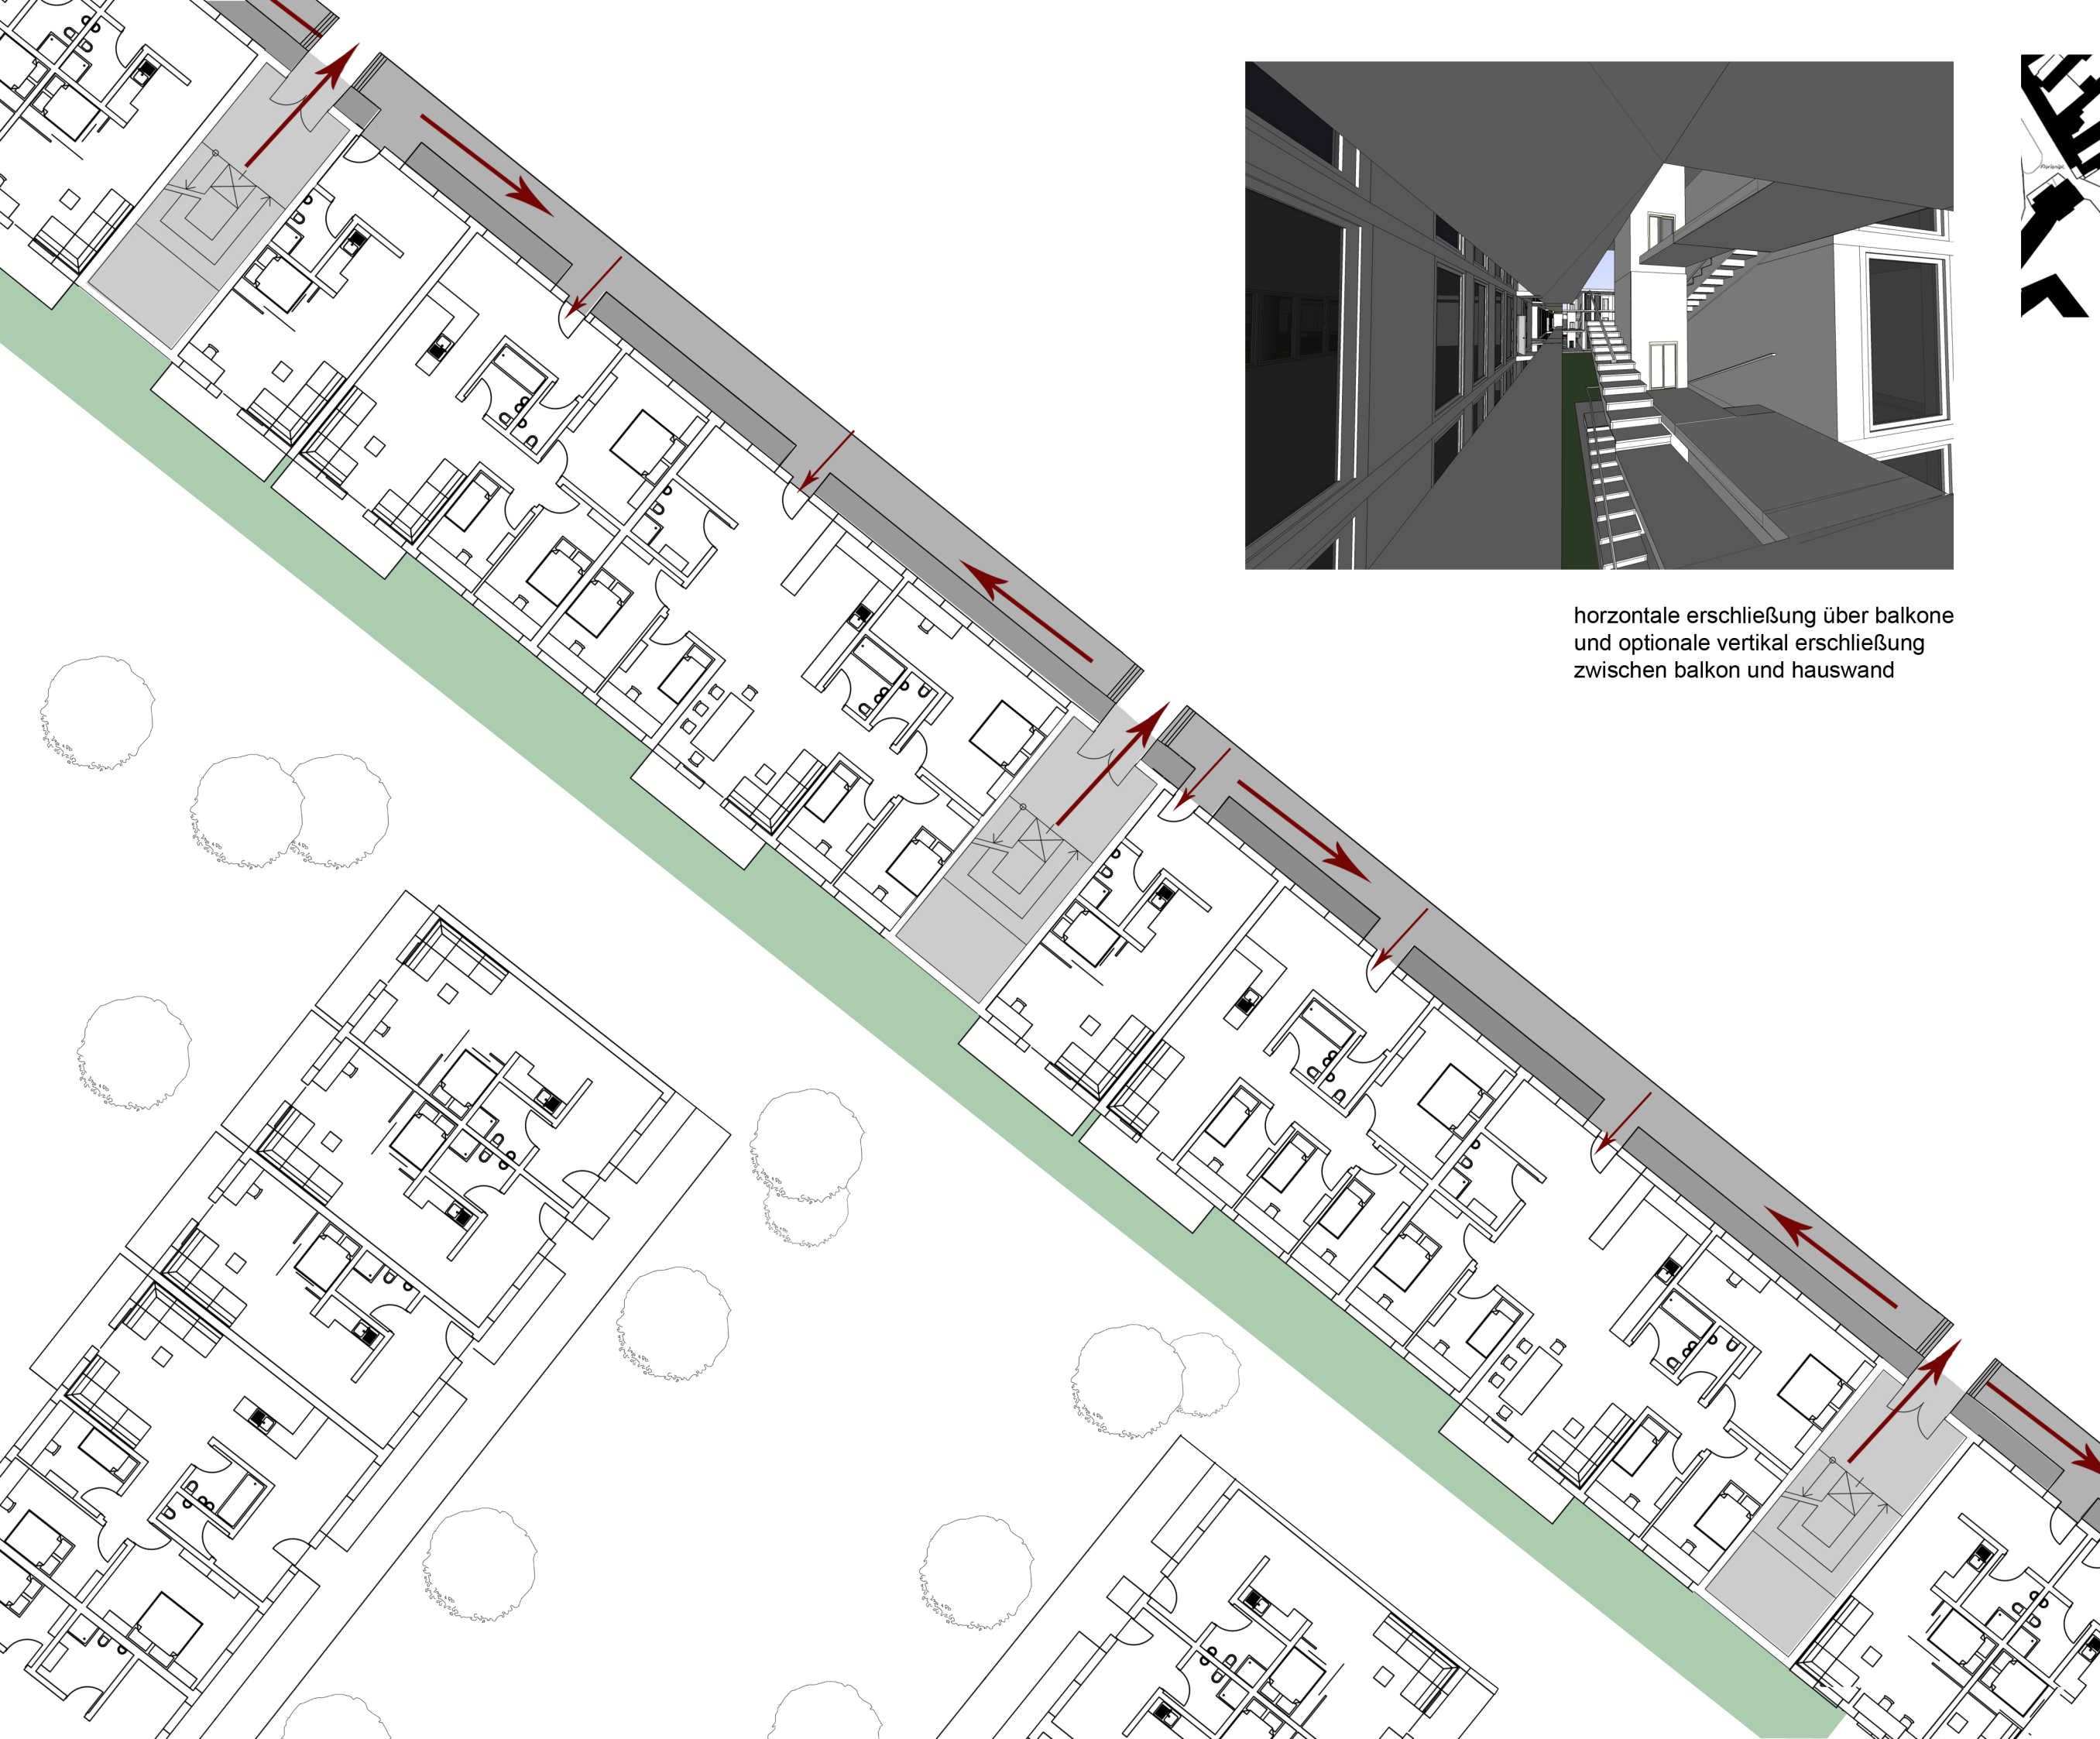 horzontale erschließung über balkone
und optionale vertikal erschließung
zwischen balkon und hauswand